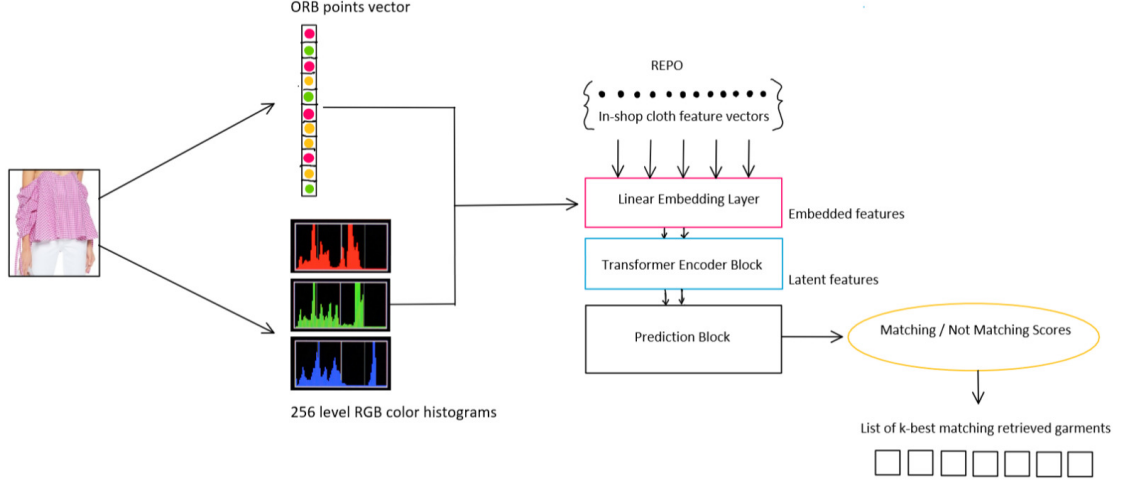 ORB points vector
REPO
In-shop cloth feature vectors
Linear Embedding Layer
Embedded features
Transformer Encoder Block
Latent features
Prediction Block
Matching / Not Matching Scores
256 level RGB color histograms
List of k-best matching retrieved garments